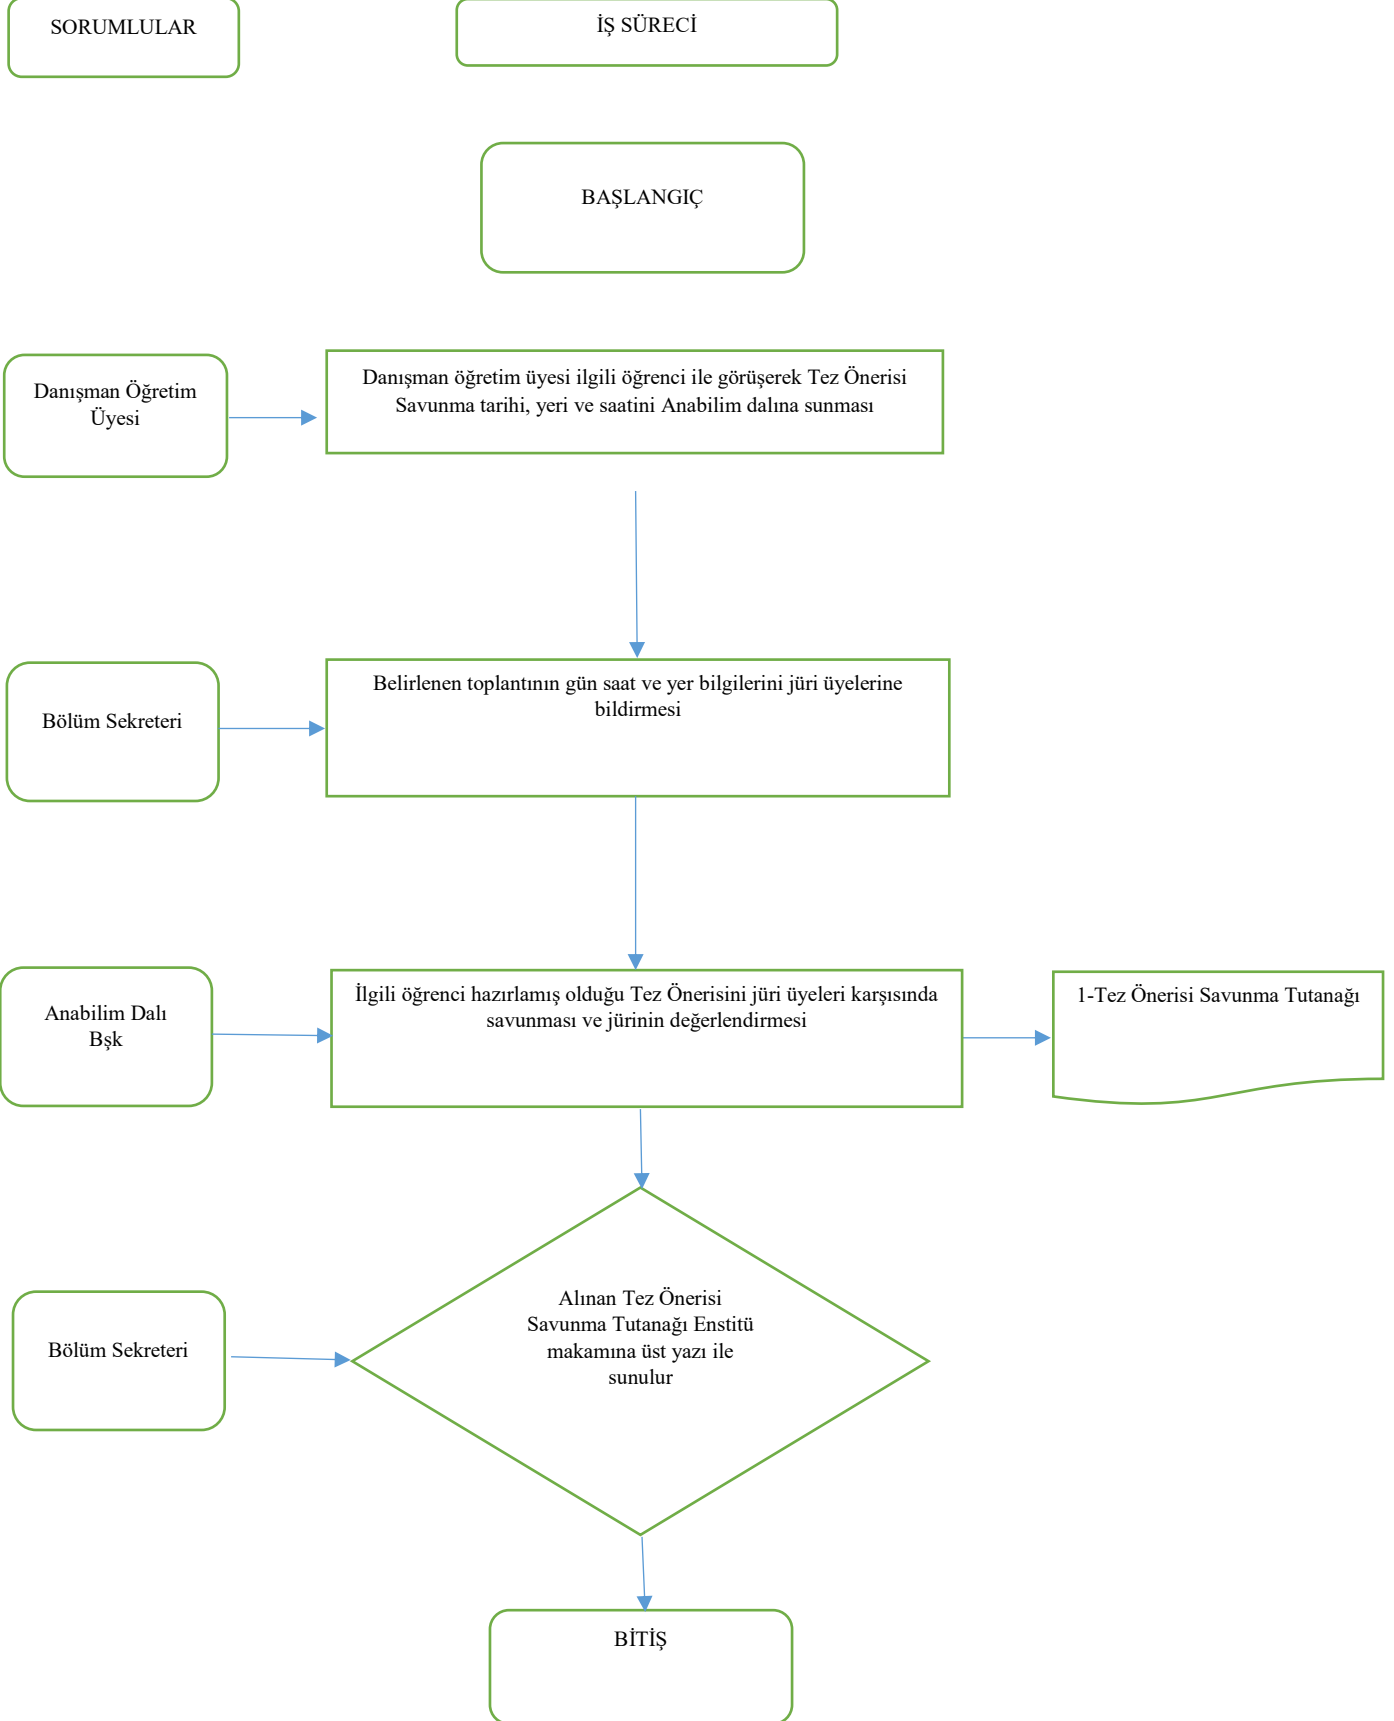 SORUMLULAR
İŞ SÜRECİ
BAŞLANGIÇ
Danışman Öğretim
Üyesi
Danışman öğretim üyesi ilgili öğrenci ile görüşerek Tez Önerisi
Savunma tarihi, yeri ve saatini Anabilim dalına sunması
Bölüm Sekreteri
Belirlenen toplantının gün saat ve yer bilgilerini jüri üyelerine
bildirmesi
Anabilim Dalı
Bşk
İlgili öğrenci hazırlamış olduğu Tez Önerisini jüri üyeleri karşısında
savunması ve jürinin değerlendirmesi
1-Tez Önerisi Savunma Tutanağı
Bölüm Sekreteri
Alınan Tez Önerisi
Savunma Tutanağı Enstitü
makamına üst yazı ile
sunulur
BİTİŞ